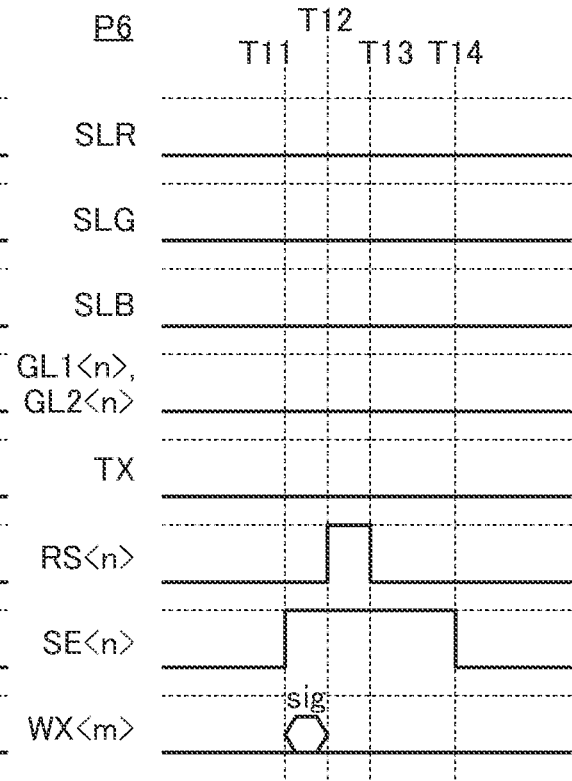 P6
T12
T11
T13 T14
SLR
SLG
SLB
GL1<n>,
GL2<n>
TX
RS<n>
SE<n>
sig
WX<m>